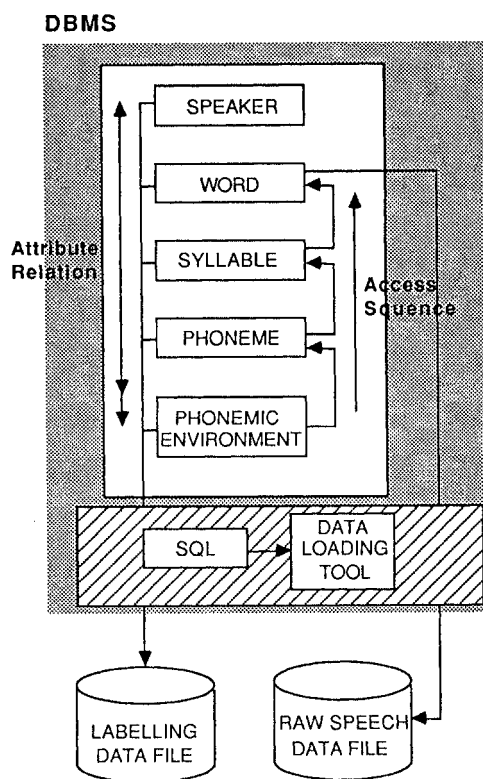 DBMS
SPEAKER
WORD
Attribute
Relation
SYLLABLE
Access
Squence
PHONEME
PHONEMIC
ENVIRONMENT
SQL
DATA
LOADING
TOOL
LABELLING
DATA FILE
RAW SPEECH
DATA FILE